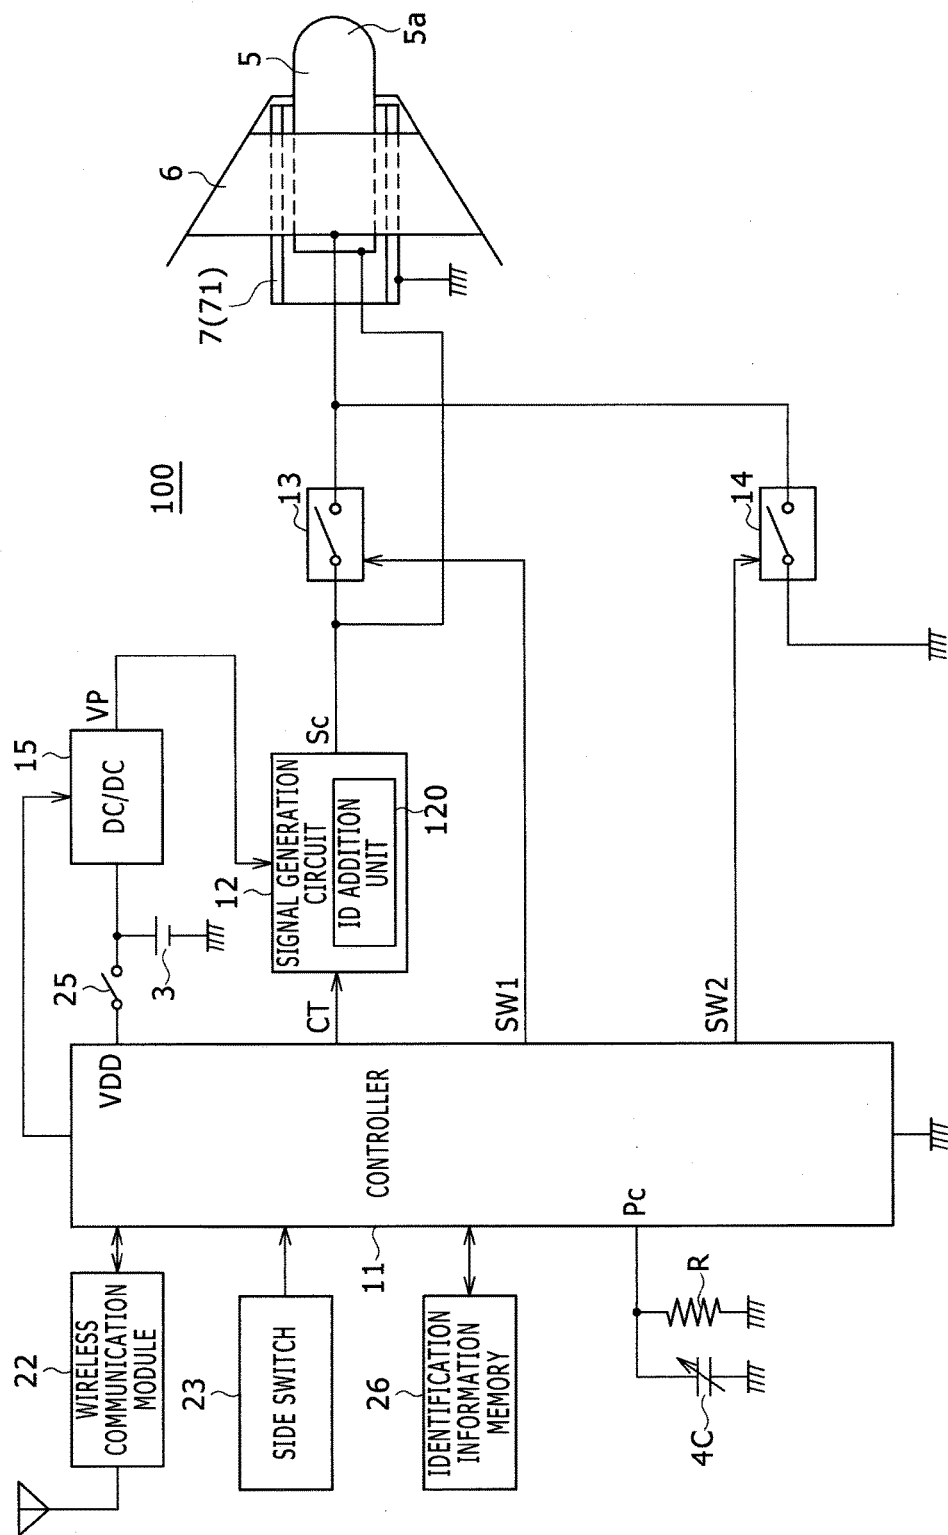 100
22
WIRELESS
COMMUNICATION
MODULE
23
SIDE SWITCH
26
IDENTIFICATION
INFORMATION
MEMORY
4C
R
11
CONTROLLER
VDD
Pc
25
3
15
DC/DC
VP
CT
12
SIGNAL GENERATION
CIRCUIT
ID ADDITION
UNIT
120
Sc
SW1
SW2
13
14
7(71)
6
5
5a